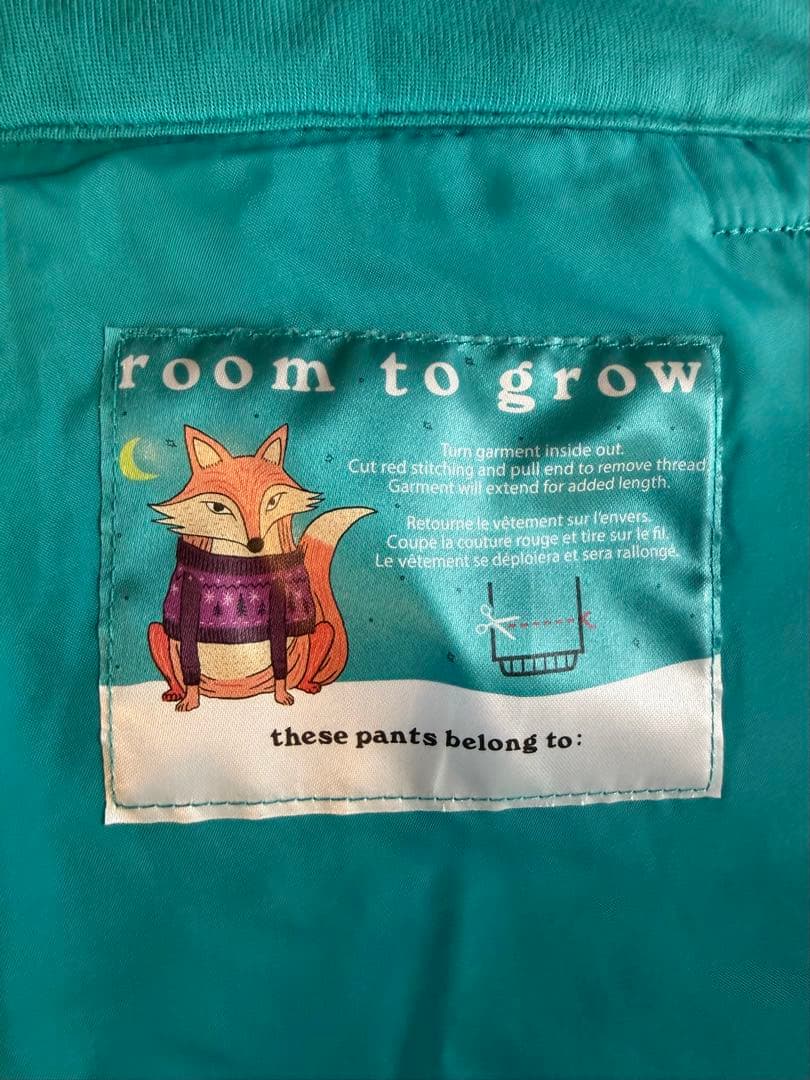 room to grow
Turn garment inside out.
Cut red stitching and pull end to remove thread
Garment will extend for added length.
Retourne le vêtement sur l'envers.
Coupe la couture rouge et tire sur le fil.
Le vêtement se déploiera et sera rallongé.
these pants belong to: